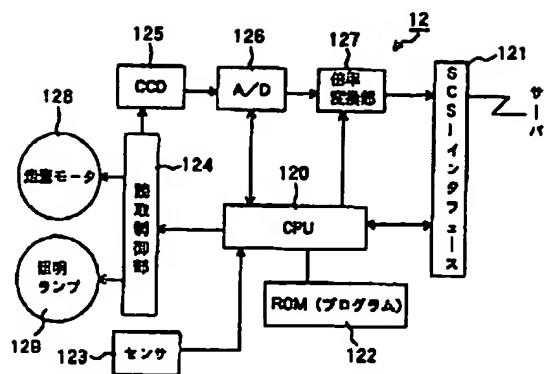 12
125
126
127
121
CCD
A/D
倍率
変換部
SCSIインタフェース
サーバ
128
124
走査モータ
読取制御部
120
CPU
照明
ランプ
ROM(プログラム)
129
123
センサ
122